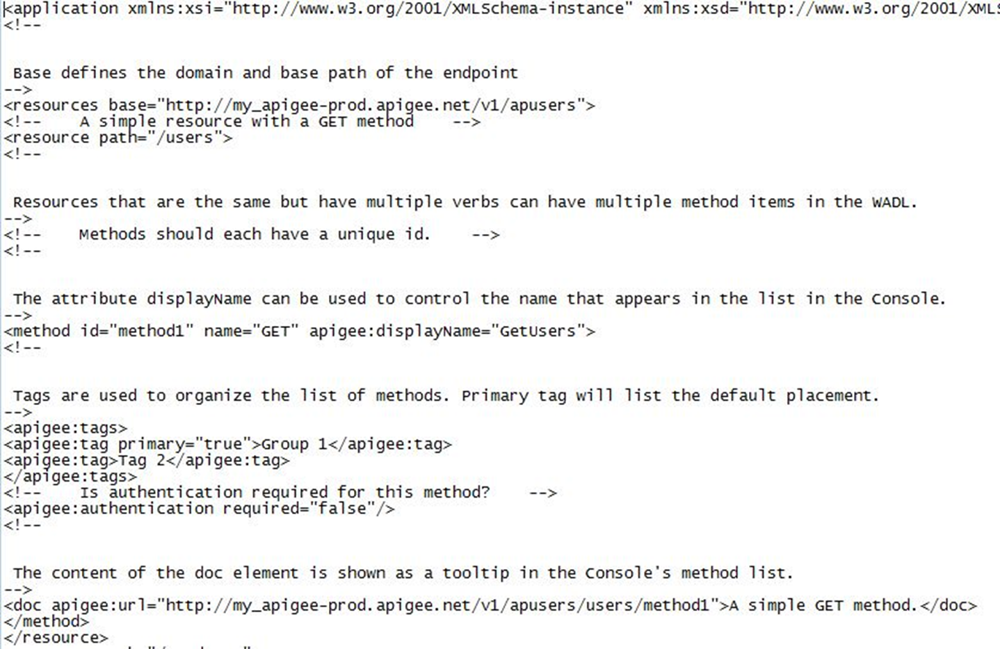 <application xmlns:xsi="http://www.w3.org/2001/XMLSchema-instance" xmlns:xsd="http://www.w3.org/2001/XMLS
<!--
Base defines the domain and base path of the endpoint
-->
<resources base="http://my_apigee-prod.apigee.net/v1/apusers">
<!--    A simple resource with a GET method    -->
<resource path="/users">
<!--
Resources that are the same but have multiple verbs can have multiple method items in the WADL.
-->
<!--    Methods should each have a unique id.    -->
<!--
The attribute displayName can be used to control the name that appears in the list in the Console.
-->
<method id="method1" name="GET" apigee:displayName="GetUsers">
<!--
Tags are used to organize the list of methods. Primary tag will list the default placement.
-->
<apigee:tags>
<apigee:tag primary="true">Group 1</apigee:tag>
<apigee:tag>Tag 2</apigee:tag>
</apigee:tags>
<!--    Is authentication required for this method?    -->
<apigee:authentication required="false"/>
<!--
The content of the doc element is shown as a tooltip in the Console's method list.
-->
<doc apigee:url="http://my_apigee-prod.apigee.net/v1/apusers/users/method1">A simple GET method.</doc>
</method>
</resource>